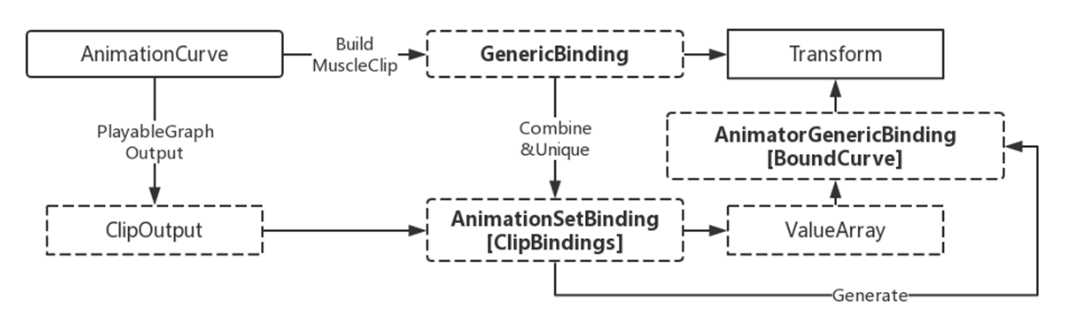 AnimationCurve
Build
MuscleClip
GenericBinding
Transform
PlayableGraph
Output
Combine
&Unique
AnimatorGenericBinding
[BoundCurve]
ClipOutput
AnimationSetBinding
[ClipBindings]
ValueArray
Generate